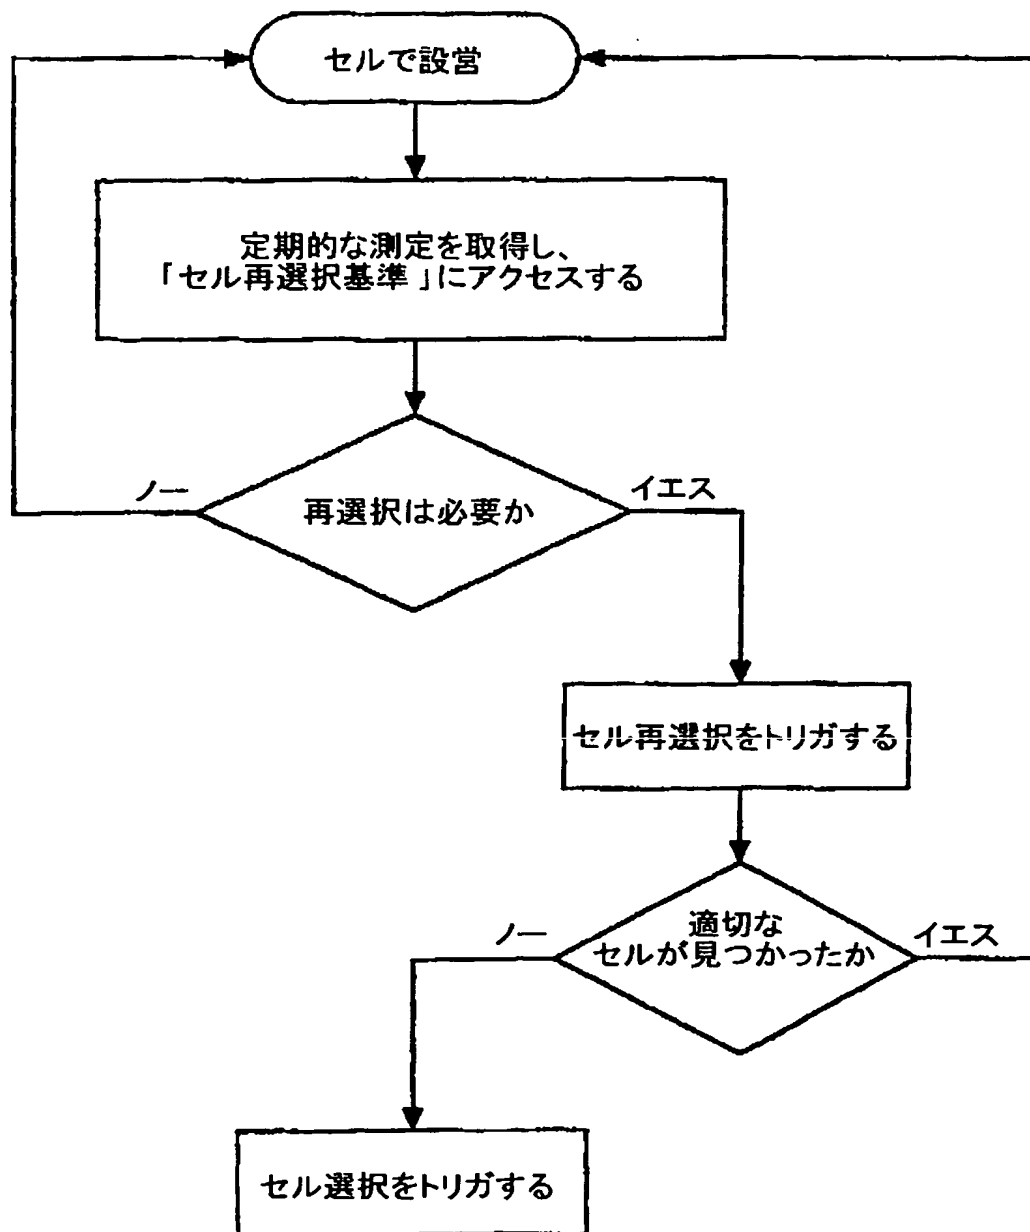 セルで設営
定期的な測定を取得し、
「セル再選択基準」にアクセスする
ノー
再選択は必要か
イエス
セル再選択をトリガする
ノー
適切な
セルが見つかったか
イエス
セル選択をトリガする